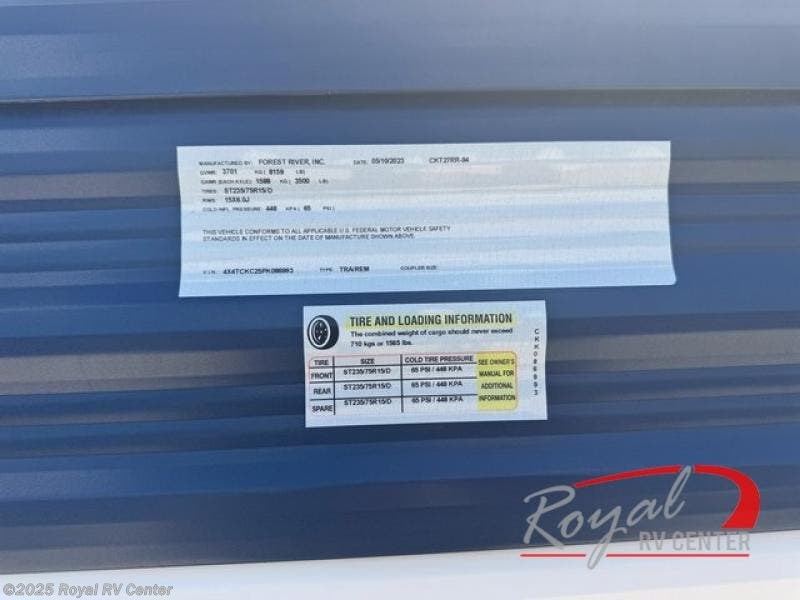 MANUFACTURED BY: FOREST RIVER, INC. DATE: 05/10/2023 CKT27RR-94
GVWR: 3701 KG( 8159 LB)
GAWR (EACH AXLE): 1588 KG( 3500 LB)
TIRES: ST235/75R15/D
RIMS: 15X6.0J
COLD INFL. PRESSURE: 448 KPA( 65 PSI)
THIS VEHICLE CONFORMS TO ALL APPLICABLE U.S. FEDERAL MOTOR VEHICLE SAFETY
STANDARDS IN EFFECT ON THE DATE OF MANUFACTURE SHOWN ABOVE.
V.I.N.: 4X4TCKC25PK086993 TYPE: TRA/REM COUPLER SIZE:
TIRE AND LOADING INFORMATION
The combined weight of cargo should never exceed
710 kgs or 1565 lbs.
TIRE SIZE COLD TIRE PRESSURE
FRONT ST235/75R15/D 65 PSI / 448 KPA
REAR ST235/75R15/D 65 PSI / 448 KPA
SPARE ST235/75R15/D 65 PSI / 448 KPA
SEE OWNER'S
MANUAL FOR
ADDITIONAL
INFORMATION
CKK086993
Royal
RV CENTER
©2025 Royal RV Center